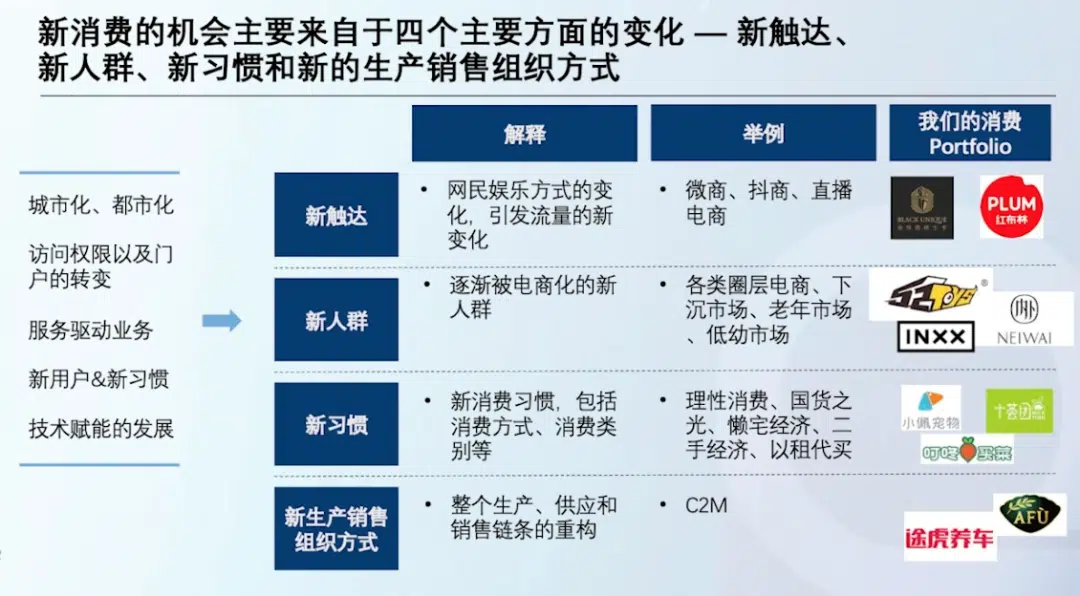 新消费的机会主要来自于四个主要方面的变化 — 新触达、
新人群、新习惯和新的生产销售组织方式
解释
举例
我们的消费
Portfolio
城市化、都市化
访问权限以及门
户的转变
服务驱动业务
新用户&新习惯
技术赋能的发展
新触达
• 网民娱乐方式的变
化，引发流量的新
变化
• 微商、抖商、直播
电商
BLACK UNIQUE
PLUM
红布林
新人群
• 逐渐被电商化的新
人群
• 各类圈层电商、下
沉市场、老年市场
、低幼市场
52TOYS®
INXX
NEIWAI
新习惯
• 新消费习惯，包括
消费方式、消费类
别等
• 理性消费、国货之
光、懒宅经济、二
手经济、以租代买
小佩宠物
十荟团
叮咚买菜
新生产销售
组织方式
• 整个生产、供应和
销售链条的重构
• C2M
AFÙ
途虎养车